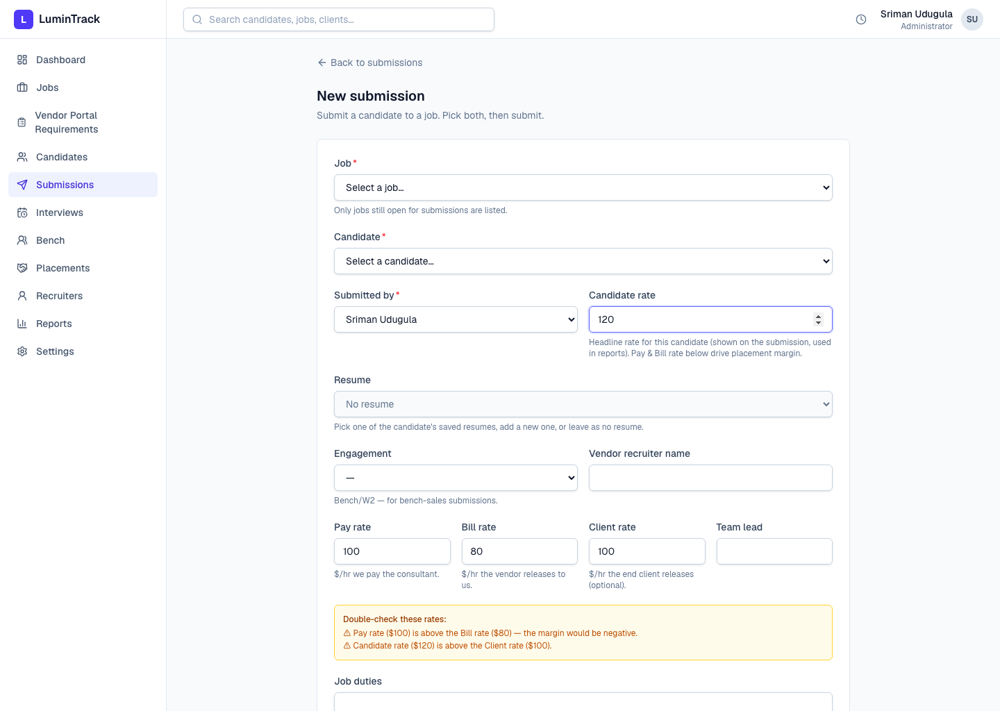 L LuminTrack
Search candidates, jobs, clients…
Sriman Udugula
Administrator
SU
Dashboard
Jobs
Vendor Portal
Requirements
Candidates
Submissions
Interviews
Bench
Placements
Recruiters
Reports
Settings
Back to submissions
New submission
Submit a candidate to a job. Pick both, then submit.
Job*
Select a job…
Only jobs still open for submissions are listed.
Candidate*
Select a candidate…
Submitted by*
Sriman Udugula
Candidate rate
120
Headline rate for this candidate (shown on the submission, used
in reports). Pay & Bill rate below drive placement margin.
Resume
No resume
Pick one of the candidate's saved resumes, add a new one, or leave as no resume.
Engagement
—
Bench/W2 — for bench-sales submissions.
Vendor recruiter name
Pay rate
100
$/hr we pay the consultant.
Bill rate
80
$/hr the vendor releases to
us.
Client rate
100
$/hr the end client releases
(optional).
Team lead
Double-check these rates:
⚠ Pay rate ($100) is above the Bill rate ($80) — the margin would be negative.
⚠ Candidate rate ($120) is above the Client rate ($100).
Job duties